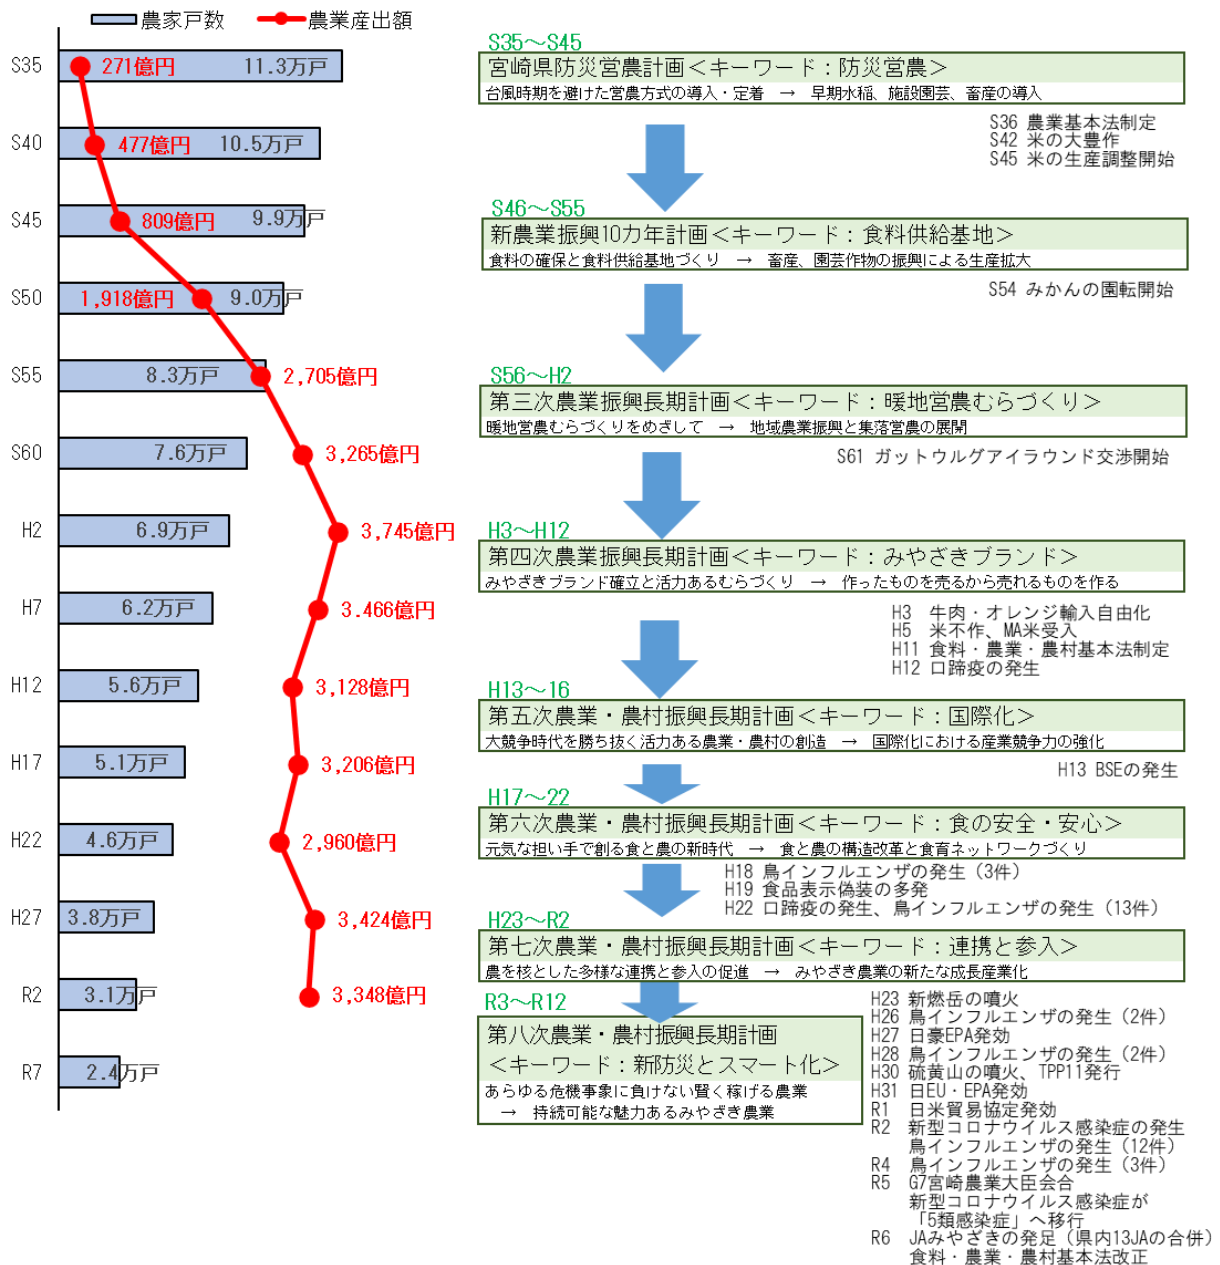 農家戸数 農業産出額
S35 271億円 11.3万戸
S40 477億円 10.5万戸
S45 809億円 9.9万戸
S50 1,918億円 9.0万戸
S55 8.3万戸 2,705億円
S60 7.6万戸 3,265億円
H2 6.9万戸 3,745億円
H7 6.2万戸 3.466億円
H12 5.6万戸 3,128億円
H17 5.1万戸 3,206億円
H22 4.6万戸 2,960億円
H27 3.8万戸 3,424億円
R2 3.1万戸 3,348億円
R7 2.4万戸
S35～S45
宮崎県防災営農計画＜キーワード：防災営農＞
台風時期を避けた営農方式の導入・定着 → 早期水稲、施設園芸、畜産の導入
S36 農業基本法制定
S42 米の大豊作
S45 米の生産調整開始
S46～S55
新農業振興10カ年計画＜キーワード：食料供給基地＞
食料の確保と食料供給基地づくり → 畜産、園芸作物の振興による生産拡大
S54 みかんの園転開始
S56～H2
第三次農業振興長期計画＜キーワード：暖地営農むらづくり＞
暖地営農むらづくりをめざして → 地域農業振興と集落営農の展開
S61 ガットウルグアイラウンド交渉開始
H3～H12
第四次農業振興長期計画＜キーワード：みやざきブランド＞
みやざきブランド確立と活力あるむらづくり → 作ったものを売るから売れるものを作る
H3 牛肉・オレンジ輸入自由化
H5 米不作、MA米受入
H11 食料・農業・農村基本法制定
H12 口蹄疫の発生
H13～16
第五次農業・農村振興長期計画＜キーワード：国際化＞
大競争時代を勝ち抜く活力ある農業・農村の創造 → 国際化における産業競争力の強化
H13 BSEの発生
H17～22
第六次農業・農村振興長期計画＜キーワード：食の安全・安心＞
元気な担い手で創る食と農の新時代 → 食と農の構造改革と食育ネットワークづくり
H18 鳥インフルエンザの発生（3件）
H19 食品表示偽装の多発
H22 口蹄疫の発生、鳥インフルエンザの発生（13件）
H23～R2
第七次農業・農村振興長期計画＜キーワード：連携と参入＞
農を核とした多様な連携と参入の促進 → みやざき農業の新たな成長産業化
H23 新燃岳の噴火
H26 鳥インフルエンザの発生（2件）
H27 日豪EPA発効
H28 鳥インフルエンザの発生（2件）
H30 硫黄山の噴火、TPP11発行
H31 日EU・EPA発効
R1 日米貿易協定発効
R2 新型コロナウイルス感染症の発生
鳥インフルエンザの発生（12件）
R4 鳥インフルエンザの発生（3件）
R5 G7宮崎農業大臣会合
新型コロナウイルス感染症が
「5類感染症」へ移行
R6 JAみやざきの発足（県内13JAの合併）
食料・農業・農村基本法改正
R3～R12
第八次農業・農村振興長期計画
＜キーワード：新防災とスマート化＞
あらゆる危機事象に負けない賢く稼げる農業
→ 持続可能な魅力あるみやざき農業